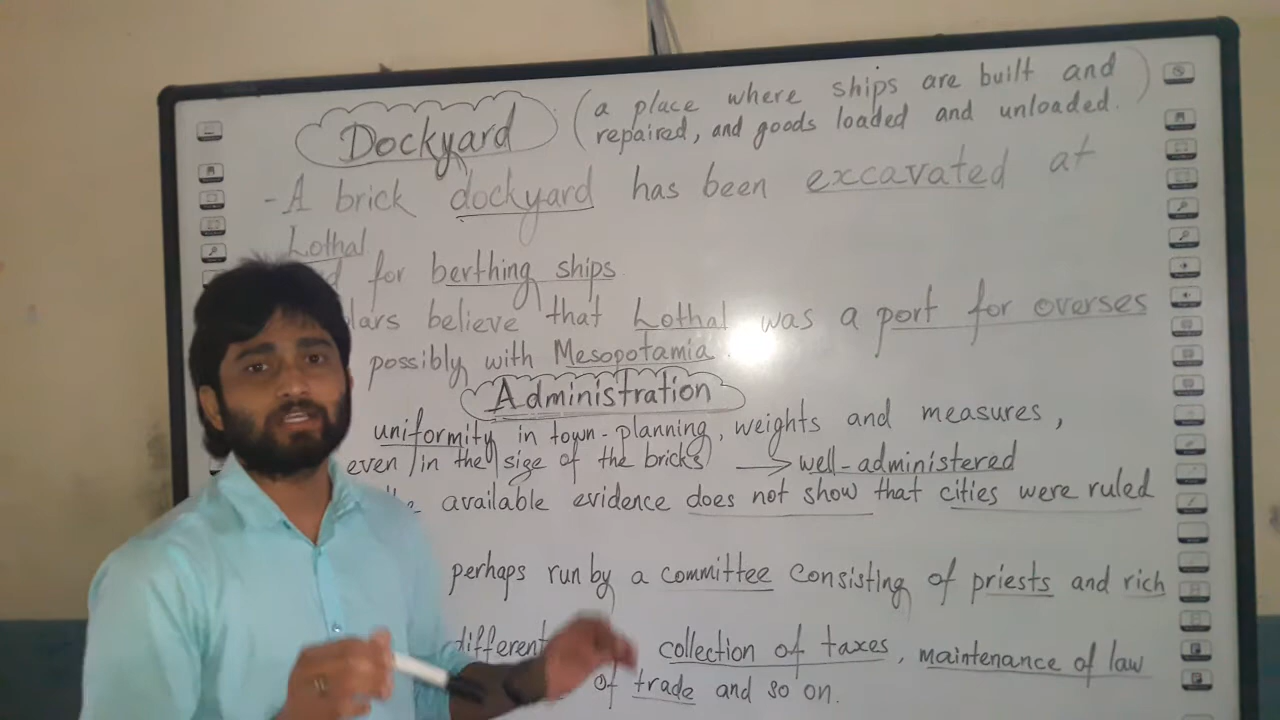 Dockyard
(a place where ships are built and
repaired, and goods loaded and unloaded.)
- A brick dockyard has been excavated at
Lothal
for berthing ships
believe that Lothal was a port for overses
possibly with Mesopotamia.
Administration
uniformity in town-planning, weights and measures,
even in the size of the bricks → well-administered
available evidence does not show that cities were ruled
perhaps run by a committee consisting of priests and rich
different collection of taxes, maintenance of law
of trade and so on.